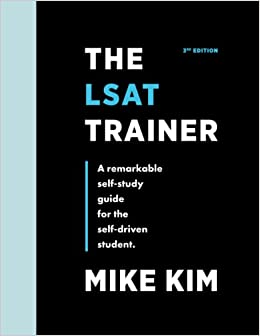 THE
3RD EDITION
LSAT
TRAINER
A remarkable
self-study
guide
for the
self-driven
student.
MIKE KIM